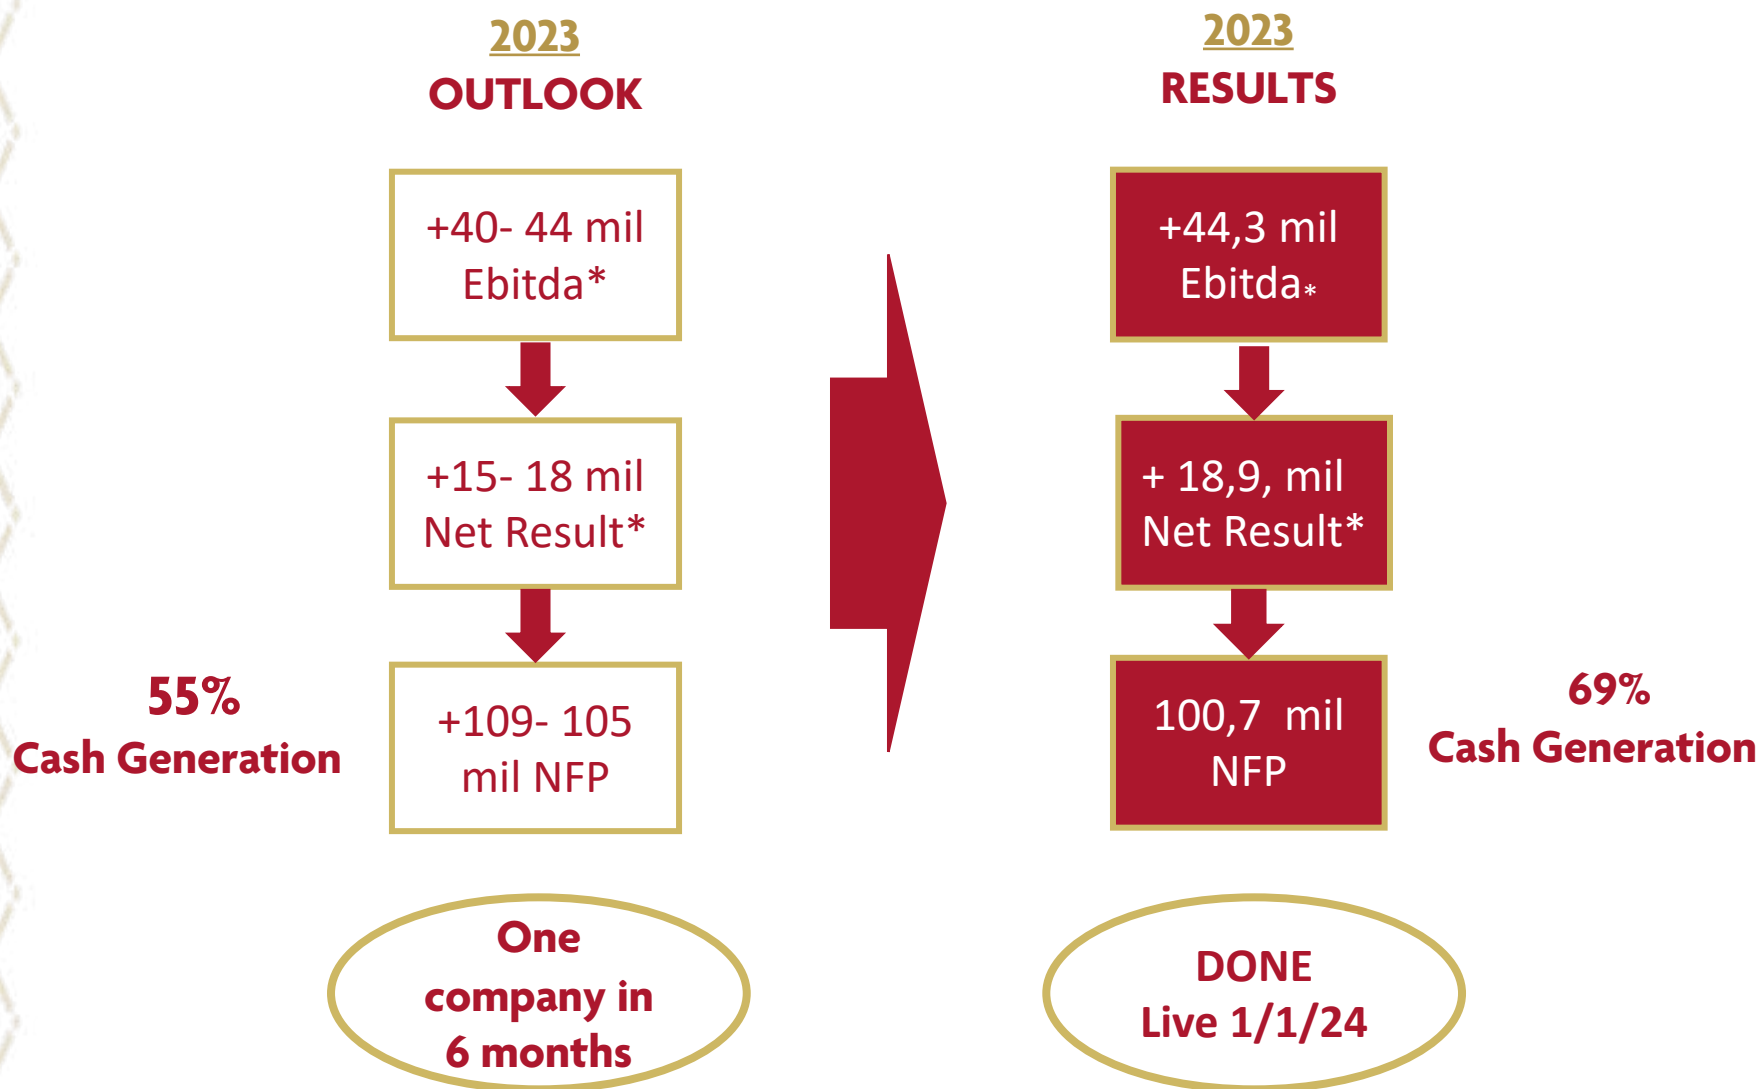 2023
OUTLOOK
+40- 44 mil
Ebitda*
+15- 18 mil
Net Result*
55%
Cash Generation
+109- 105
mil NFP
One
company in
6 months
2023
RESULTS
+44,3 mil
Ebitda*
+ 18,9, mil
Net Result*
100,7 mil
NFP
69%
Cash Generation
DONE
Live 1/1/24